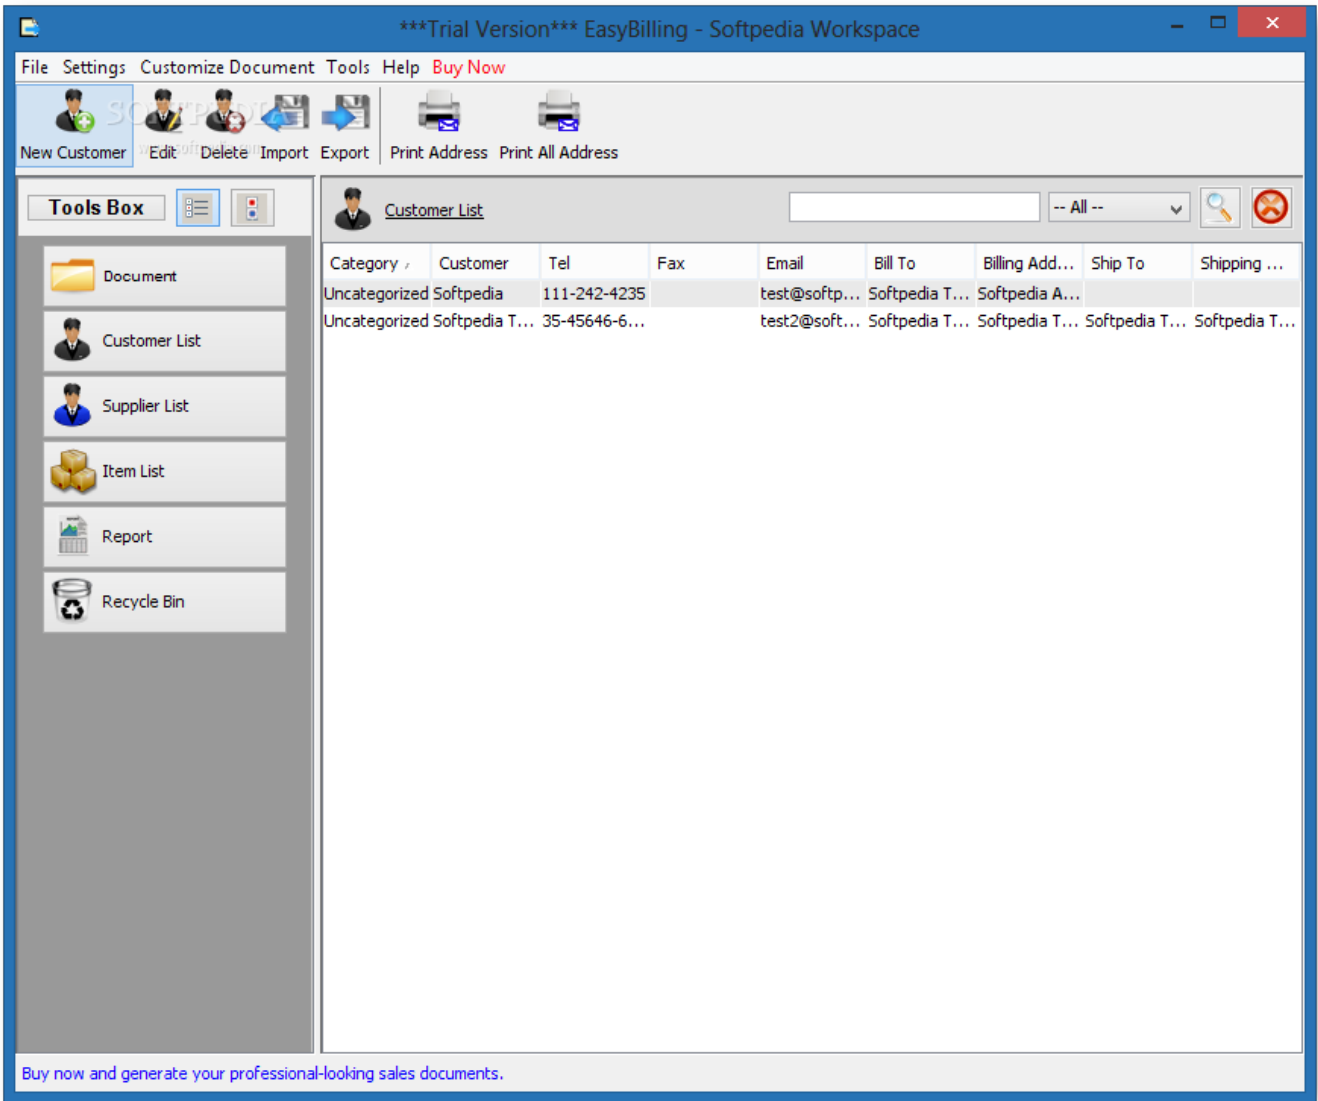 ***Trial Version*** EasyBilling - Softpedia Workspace
File Settings Customize Document Tools Help Buy Now
SOFTPEDIA
New Customer Edit Delete Import Export Print Address Print All Address
Tools Box
Customer List
-- All --
Category Customer Tel Fax Email Bill To Billing Add... Ship To Shipping ...
Uncategorized Softpedia 111-242-4235 test@softp... Softpedia T... Softpedia A...
Uncategorized Softpedia T... 35-45646-6... test2@soft... Softpedia T... Softpedia T... Softpedia T... Softpedia T...
Document
Customer List
Supplier List
Item List
Report
Recycle Bin
Buy now and generate your professional-looking sales documents.